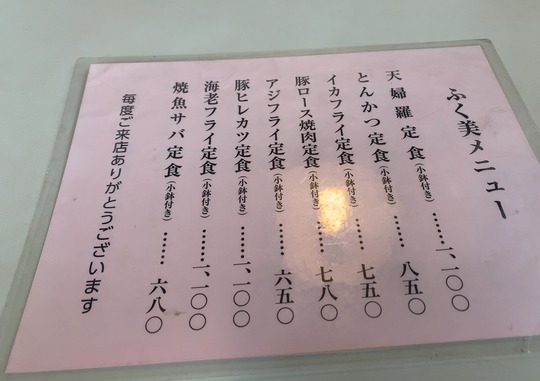 ふく美メニュー
天婦羅定食(小鉢付き)……一、一〇〇
とんかつ定食(小鉢付き)……八五〇
イカフライ定食(小鉢付き)……七五〇
豚ロース焼肉定食(小鉢付き)……七八〇
アジフライ定食(小鉢付き)……六五〇
豚ヒレカツ定食(小鉢付き)……一、一〇〇
海老フライ定食(小鉢付き)……一、一〇〇
焼魚サバ定食(小鉢付き)……六八〇
毎度ご来店ありがとうございます